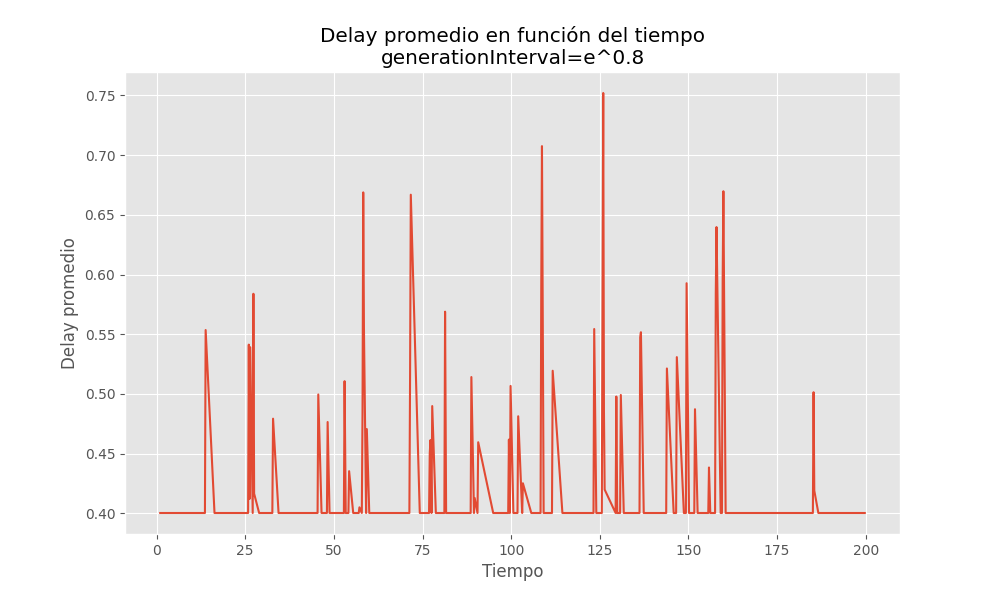 Delay promedio en función del tiempo
generationInterval=e^0.8
Delay promedio
0.75
0.70
0.65
0.60
0.55
0.50
0.45
0.40
0 25 50 75 100 125 150 175 200
Tiempo